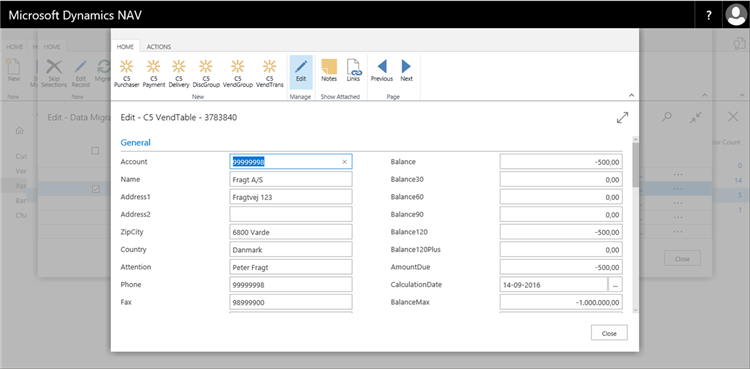 Microsoft Dynamics NAV
?
HOME
HOME
HOME ACTIONS
New
Skip Selections
Edit Record
Migra
C5 Purchaser
C5 Payment
C5 Delivery
C5 DiscGroup
C5 VendGroup
C5 VendTrans
Edit
Notes
Links
Previous
Next
New
New
New
Manage
Show Attached
Page
Edit - Data Migra
Edit - C5 VendTable - 3783840
General
Account 99999998 ×
Name Fragt A/S
Address1 Fragtvej 123
Address2
ZipCity 6800 Varde
Country Danmark
Attention Peter Fragt
Phone 99999998
Fax 98999900
Balance -500,00
Balance30 0,00
Balance60 0,00
Balance90 0,00
Balance120 -500,00
Balance120Plus 0,00
AmountDue -500,00
CalculationDate 14-09-2016 ...
BalanceMax -1.000.000,00
Cut
Ver
Iter
Bar
Cha
or Count
0
14
5
1
Close
Close